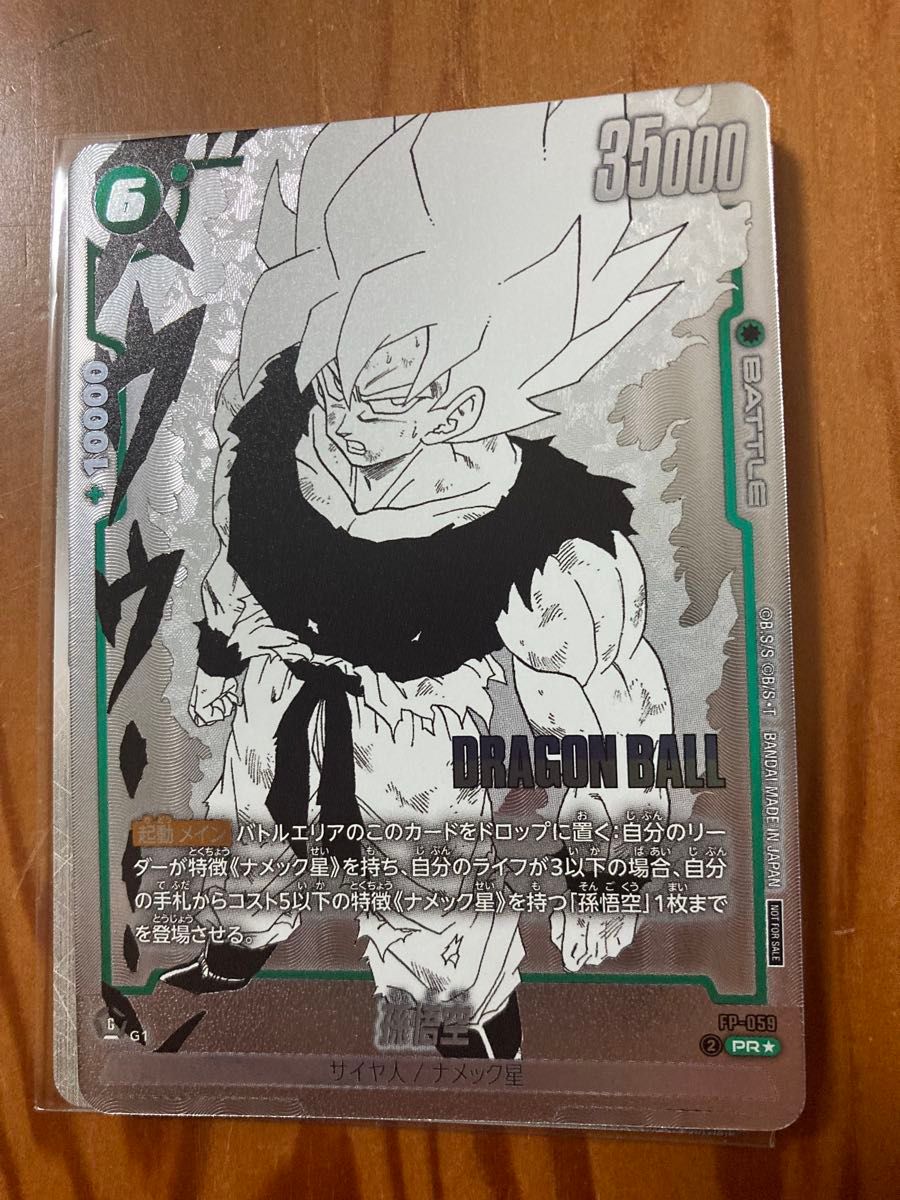 6
35000
+10000
BATTLE
ウウウ
DRAGON BALL
起動メイン バトルエリアのこのカードをドロップに置く:自分のリー
ダーが特徴《ナメック星》を持ち、自分のライフが3以下の場合、自分
の手札からコスト5以下の特徴《ナメック星》を持つ「孫悟空」1枚まで
を登場させる。
©B.S/S ©B/S・T BANDAI MADE IN JAPAN
NOT FOR SALE
孫悟空
サイヤ人 / ナメック星
G1
FP-059
② PR★